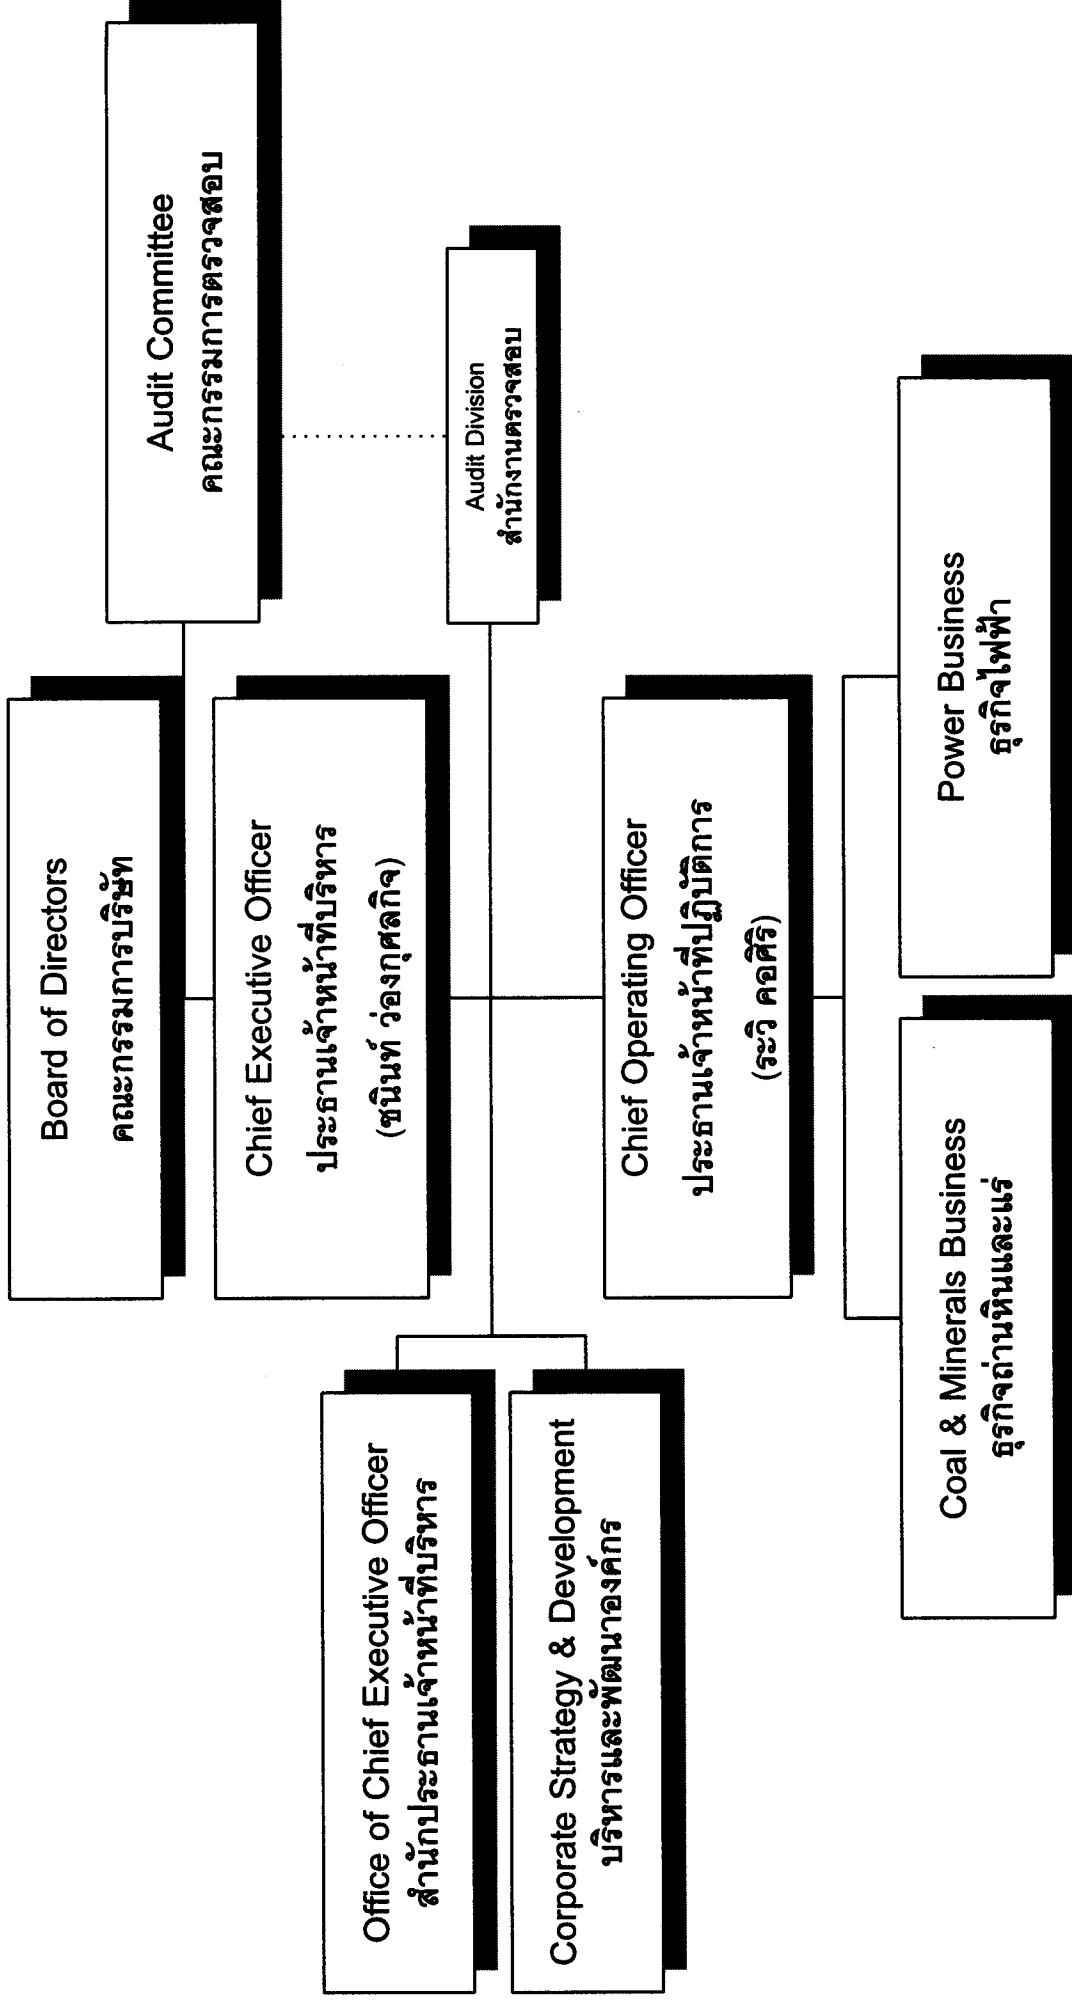 Board of Directors
คณะกรรมการบริษัท
Audit Committee
คณะกรรมการตรวจสอบ
Chief Executive Officer
ประธานเจ้าหน้าที่บริหาร
(ชนินท์ ว่องกุศลกิจ)
Audit Division
สำนักงานตรวจสอบ
Office of Chief Executive Officer
สำนักประธานเจ้าหน้าที่บริหาร
Corporate Strategy & Development
บริหารและพัฒนาองค์กร
Chief Operating Officer
ประธานเจ้าหน้าที่ปฏิบัติการ
(ระวิ คอศิริ)
Coal & Minerals Business
ธุรกิจถ่านหินและแร่
Power Business
ธุรกิจไฟฟ้า